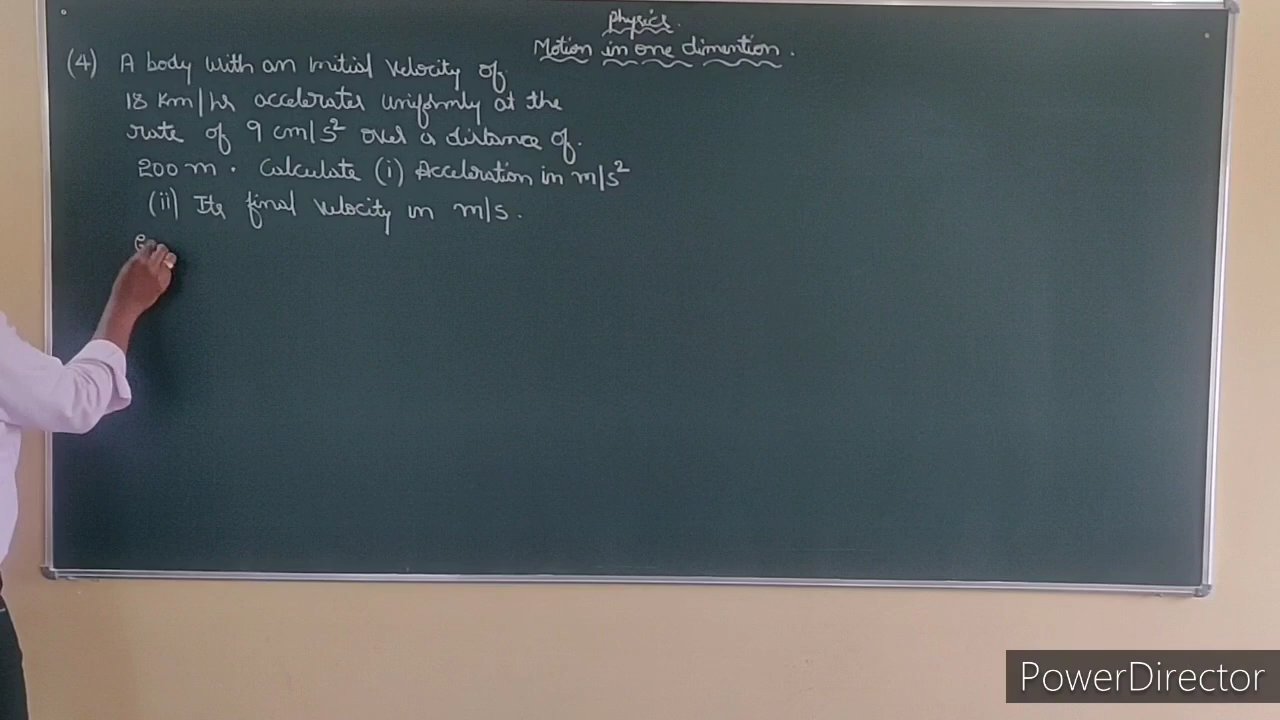 Physics.
Motion in one dimention.
(4) A body with an initial velocity of
18 Km/hr accelerates uniformly at the
rate of 9 cm/s² over a distance of.
200 m. Calculate (i) Acceleration in m/s²
(ii) Its final velocity in m/s.
PowerDirector